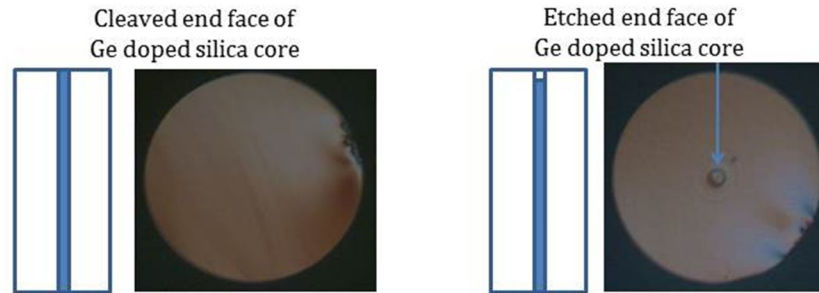 Cleaved end face of
Ge doped silica core
Etched end face of
Ge doped silica core